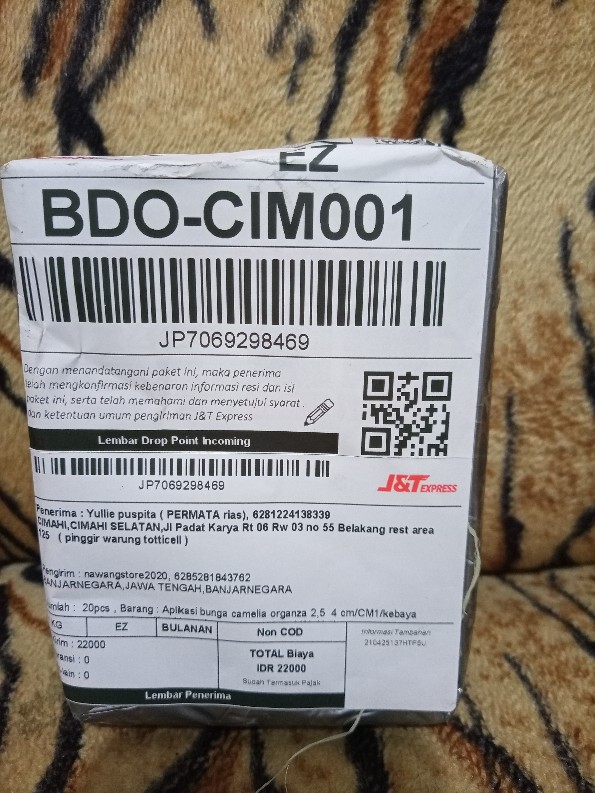 EZ
BDO-CIM001
JP7069298469
Dengan menandatangani paket ini, maka penerima
telah mengkonfirmasi kebenaran informasi resi dan isi
paket ini, serta telah memahami dan menyetujui syarat
dan ketentuan umum pengiriman J&T Express
Lembar Drop Point Incoming
JP7069298469
J&T EXPRESS
Penerima : Yullie puspita ( PERMATA rias), 6281224138339
CIMAHI,CIMAHI SELATAN,Jl Padat Karya Rt 06 Rw 03 no 55 Belakang rest area
125 ( pinggir warung totticell )
Pengirim : nawangstore2020, 6285281843762
BANJARNEGARA,JAWA TENGAH,BANJARNEGARA
umlah : 20pcs , Barang : Aplikasi bunga camelia organza 2,5 4 cm/CM1/kebaya
KG EZ BULANAN Non COD Informasi Tambahan
irim : 22000
TOTAL Biaya
ransi : 0
IDR 22000
lain : 0
Sudah Termasuk Pajak
Lembar Penerima